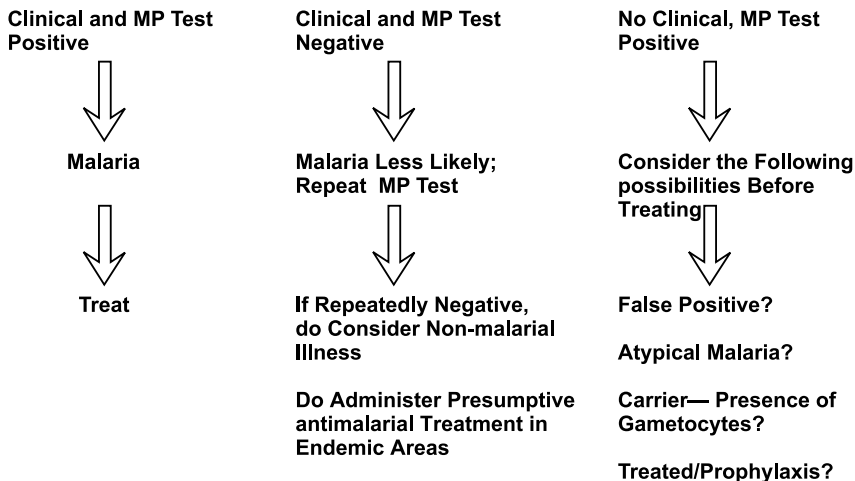 Clinical and MP Test
Positive
Malaria
Treat
Clinical and MP Test
Negative
Malaria Less Likely;
Repeat MP Test
If Repeatedly Negative,
do Consider Non-malarial
Illness
Do Administer Presumptive
antimalarial Treatment in
Endemic Areas
No Clinical, MP Test
Positive
Consider the Following
possibilities Before
Treating
False Positive?
Atypical Malaria?
Carrier— Presence of
Gametocytes?
Treated/Prophylaxis?